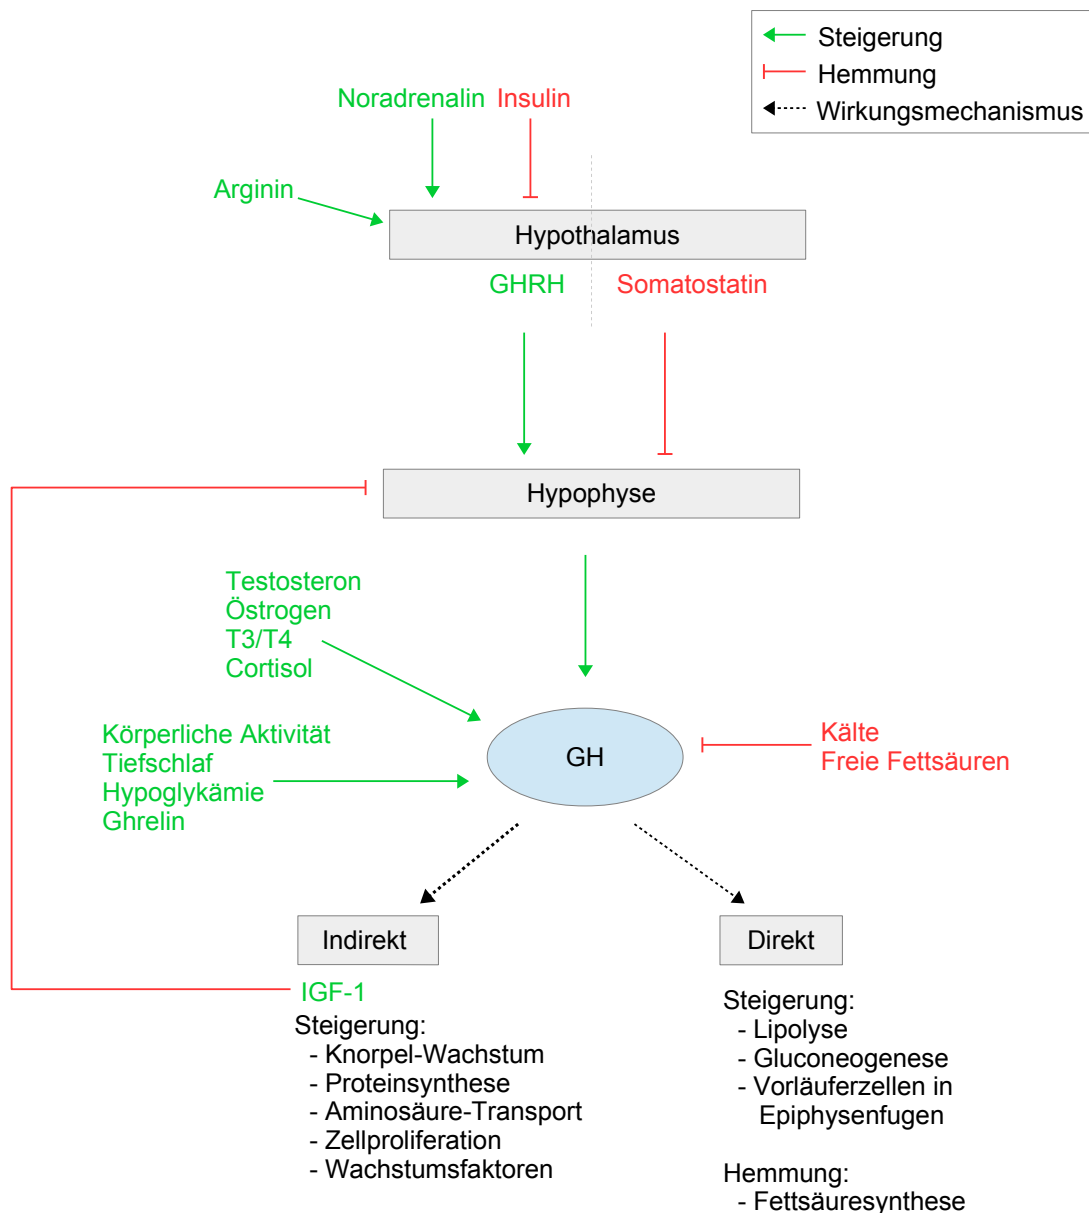 Steigerung
Hemmung
Wirkungsmechanismus
Noradrenalin Insulin
Arginin
Hypothalamus
GHRH Somatostatin
Hypophyse
Testosteron
Östrogen
T3/T4
Cortisol
Körperliche Aktivität
Tiefschlaf
Hypoglykämie
Ghrelin
GH
Kälte
Freie Fettsäuren
Indirekt
IGF-1
Steigerung:
- Knorpel-Wachstum
- Proteinsynthese
- Aminosäure-Transport
- Zellproliferation
- Wachstumsfaktoren
Direkt
Steigerung:
- Lipolyse
- Gluconeogenese
- Vorläuferzellen in
Epiphysenfugen
Hemmung:
- Fettsäuresynthese